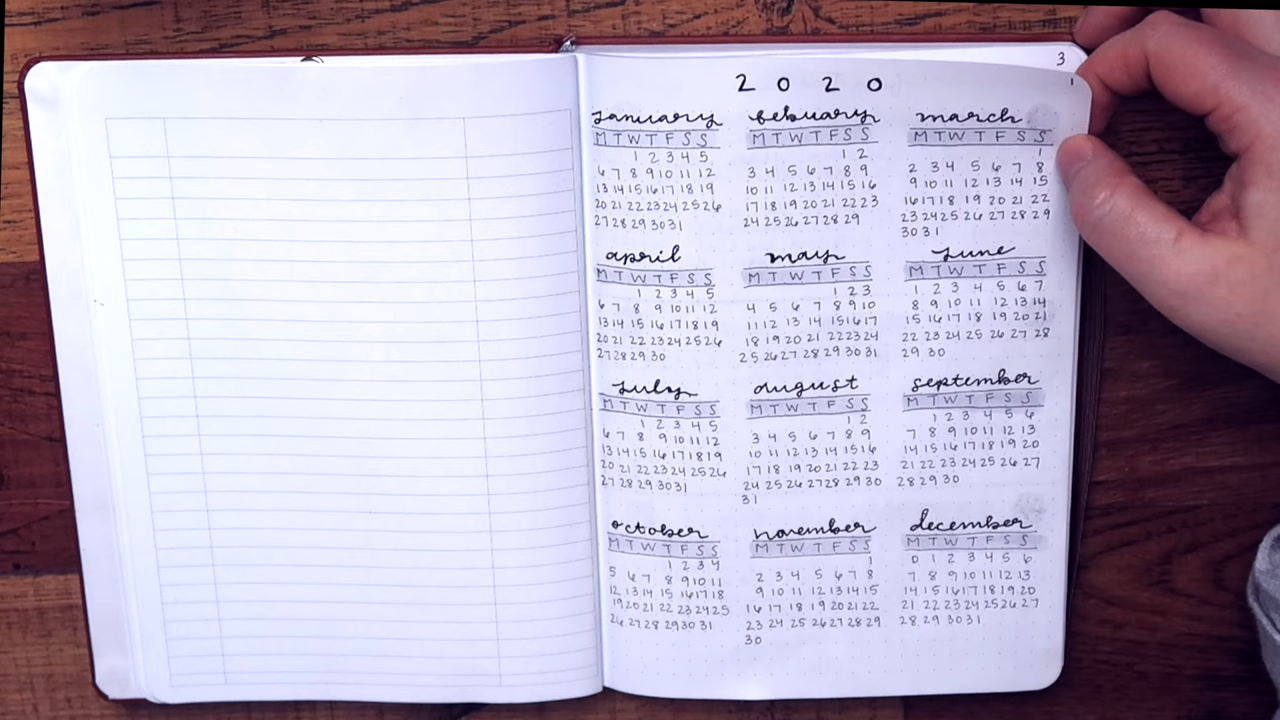 3
1
2 0 2 0
january
M T W T F S S
1 2 3 4 5
6 7 8 9 10 11 12
13 14 15 16 17 18 19
20 21 22 23 24 25 26
27 28 29 30 31
febuary
M T W T F S S
1 2
3 4 5 6 7 8 9
10 11 12 13 14 15 16
17 18 19 20 21 22 23
24 25 26 27 28 29
march
M T W T F S S
1
2 3 4 5 6 7 8
9 10 11 12 13 14 15
16 17 18 19 20 21 22
23 24 25 26 27 28 29
30 31
april
M T W T F S S
1 2 3 4 5
6 7 8 9 10 11 12
13 14 15 16 17 18 19
20 21 22 23 24 25 26
27 28 29 30
may
M T W T F S S
1 2 3
4 5 6 7 8 9 10
11 12 13 14 15 16 17
18 19 20 21 22 23 24
25 26 27 28 29 30 31
june
M T W T F S S
1 2 3 4 5 6 7
8 9 10 11 12 13 14
15 16 17 18 19 20 21
22 23 24 25 26 27 28
29 30
july
M T W T F S S
1 2 3 4 5
6 7 8 9 10 11 12
13 14 15 16 17 18 19
20 21 22 23 24 25 26
27 28 29 30 31
august
M T W T F S S
1 2
3 4 5 6 7 8 9
10 11 12 13 14 15 16
17 18 19 20 21 22 23
24 25 26 27 28 29 30
31
september
M T W T F S S
1 2 3 4 5 6
7 8 9 10 11 12 13
14 15 16 17 18 19 20
21 22 23 24 25 26 27
28 29 30
october
M T W T F S S
1 2 3 4
5 6 7 8 9 10 11
12 13 14 15 16 17 18
19 20 21 22 23 24 25
26 27 28 29 30 31
november
M T W T F S S
1
2 3 4 5 6 7 8
9 10 11 12 13 14 15
16 17 18 19 20 21 22
23 24 25 26 27 28 29
30
december
M T W T F S S
0 1 2 3 4 5 6
7 8 9 10 11 12 13
14 15 16 17 18 19 20
21 22 23 24 25 26 27
28 29 30 31